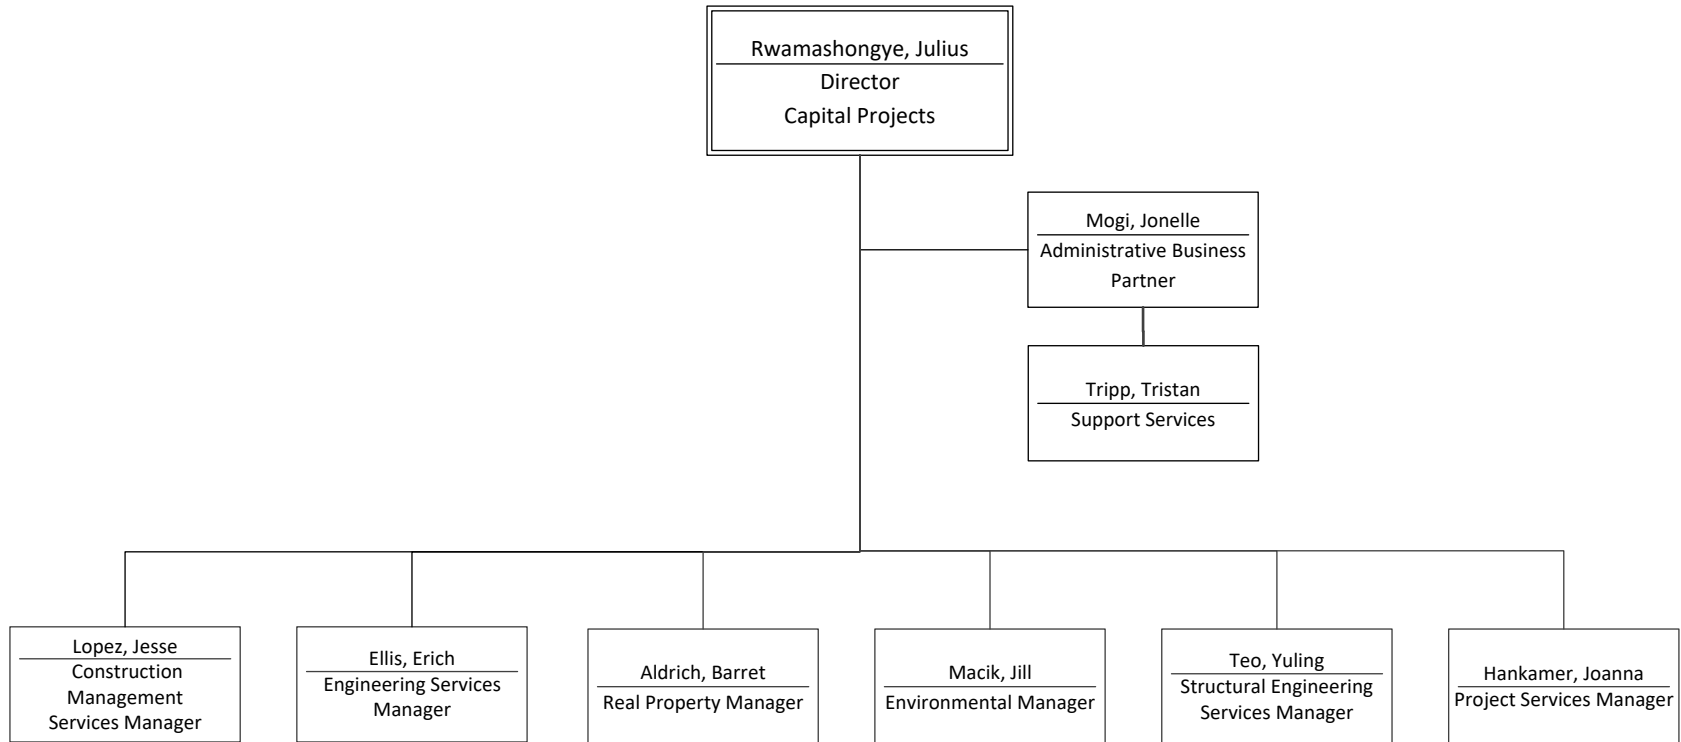 Rwamashongye, Julius
Director
Capital Projects
Mogi, Jonelle
Administrative Business
Partner
Tripp, Tristan
Support Services
Lopez, Jesse
Construction
Management
Services Manager
Ellis, Erich
Engineering Services
Manager
Aldrich, Barret
Real Property Manager
Macik, Jill
Environmental Manager
Teo, Yuling
Structural Engineering
Services Manager
Hankamer, Joanna
Project Services Manager